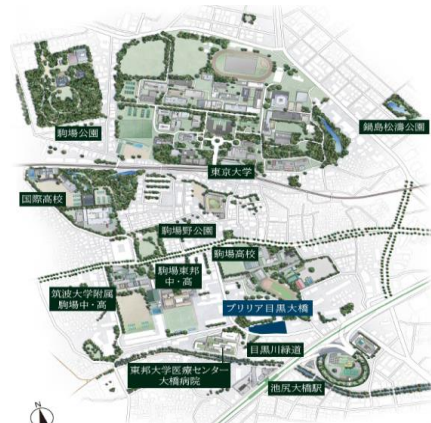 駒場公園
鍋島松濤公園
東京大学
国際高校
駒場野公園
駒場高校
駒場東邦
中・高
筑波大学附属
駒場中・高
ブリリア目黒大橋
目黒川緑道
東邦大学医療センター
大橋病院
池尻大橋駅
N